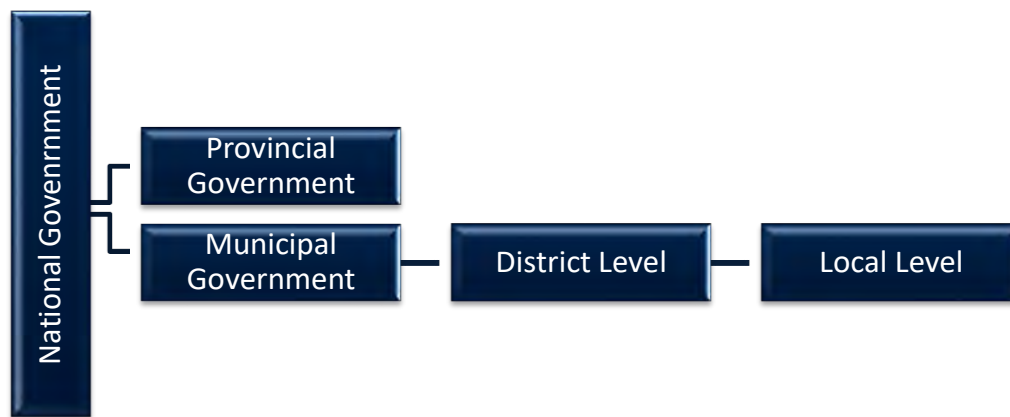 National Govenrnment
Provincial
Government
Municipal
Government
District Level
Local Level